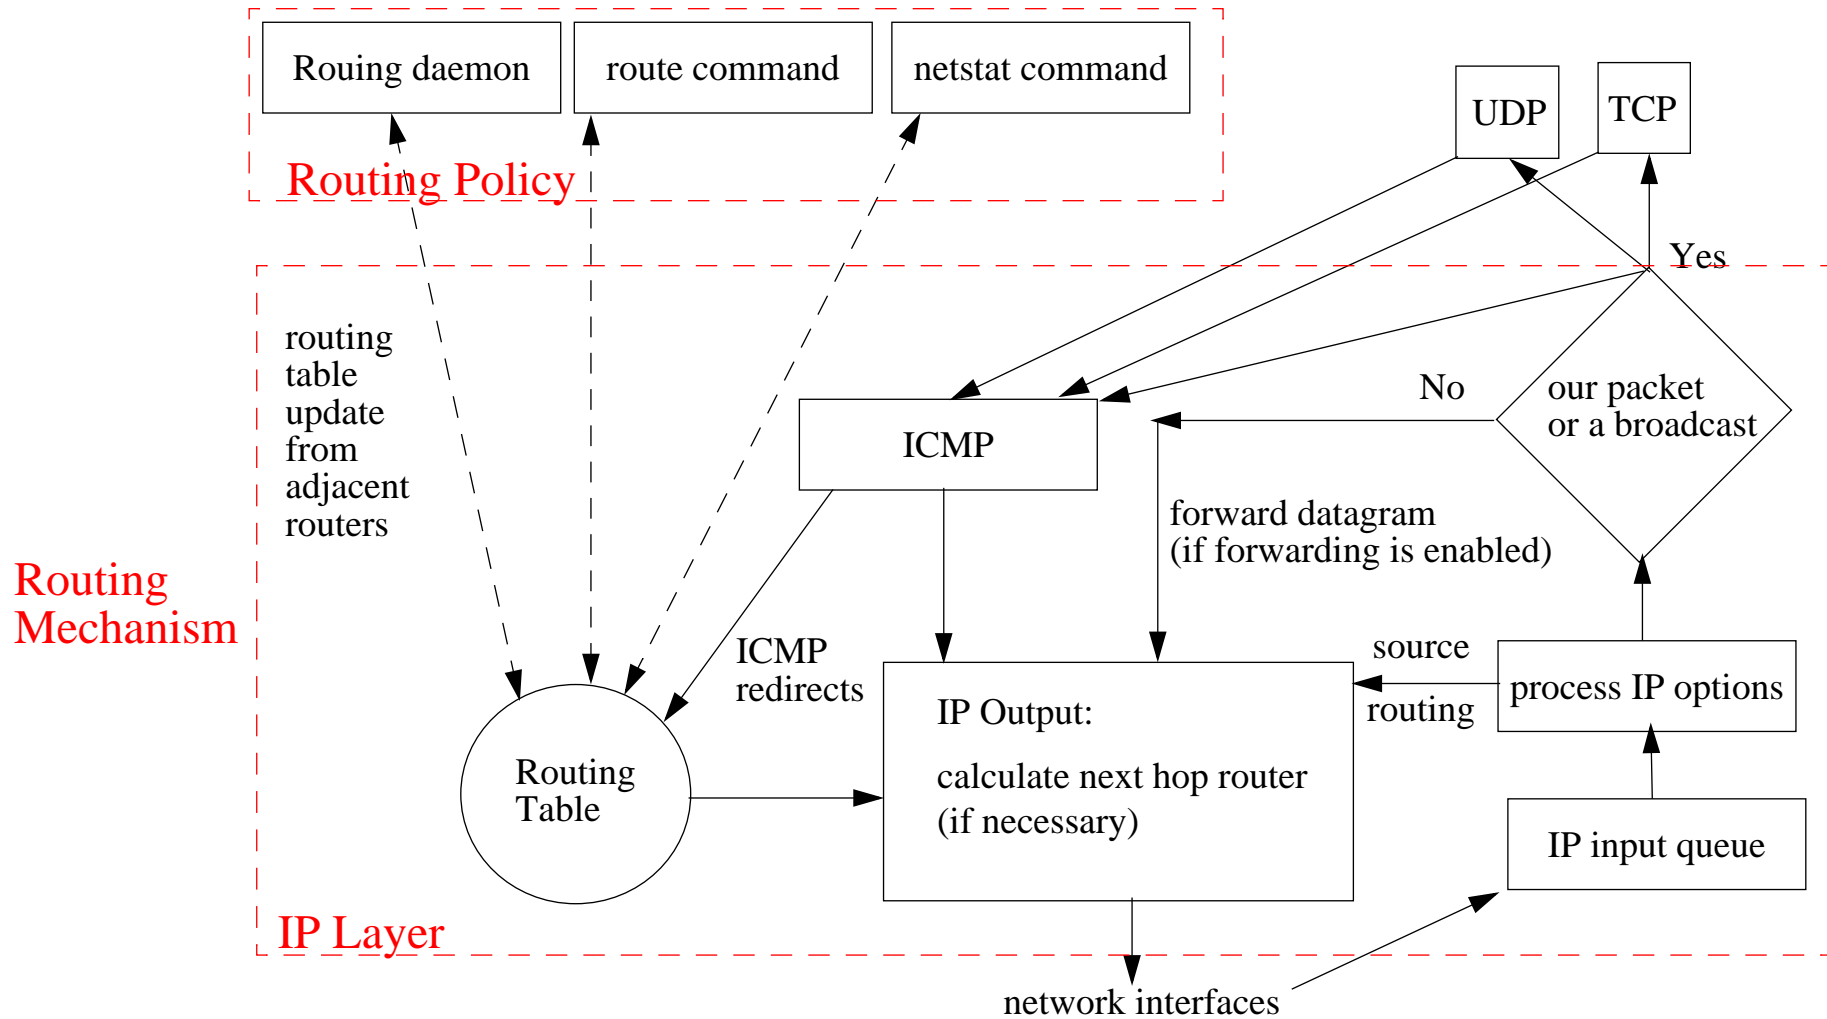 Rouing daemon
route command
netstat command
UDP
TCP
Routing Policy
Yes
routing
table
update
from
adjacent
routers
No
our packet
or a broadcast
ICMP
forward datagram
(if forwarding is enabled)
Routing
Mechanism
ICMP
redirects
source
routing
process IP options
IP Output:
calculate next hop router
(if necessary)
Routing
Table
IP input queue
IP Layer
network interfaces